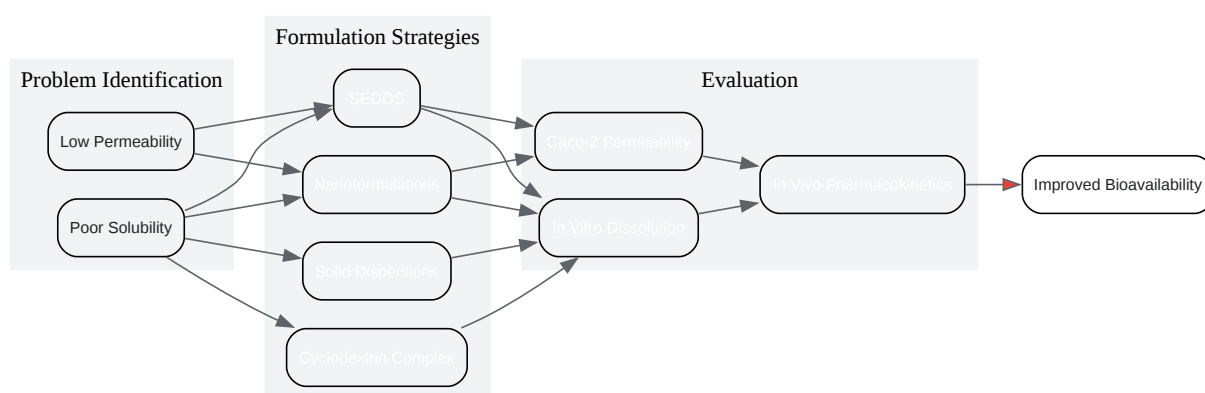 Problem Identification
Low Permeability
Poor Solubility
Formulation Strategies
SEDDS
Nanoformulations
Solid Dispersions
Cyclodextrin Complex
Evaluation
Caco-2 Permeability
In Vitro Dissolution
In Vivo Pharmacokinetics
Improved Bioavailability